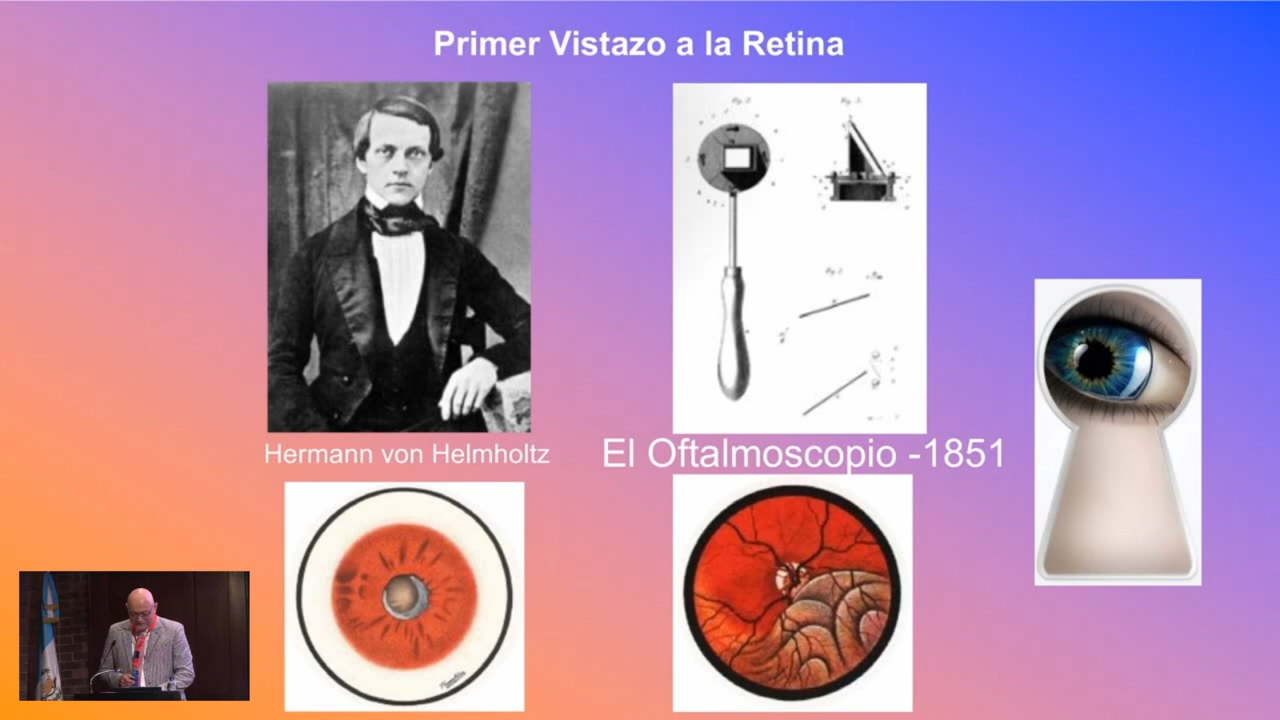 Primer Vistazo a la Retina
Hermann von Helmholtz
El Oftalmoscopio -1851